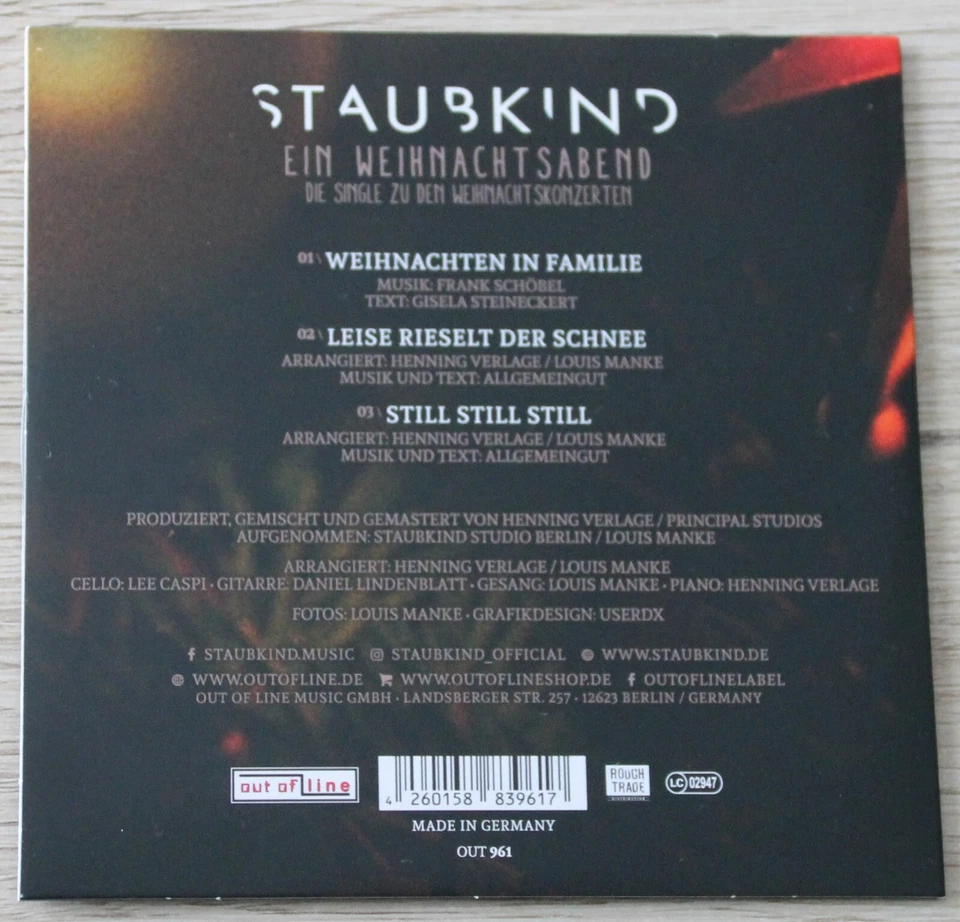 STAUBKIND
EIN WEIHNACHTSABEND
DIE SINGLE ZU DEN WEIHNACHTSKONZERTEN
01 \ WEIHNACHTEN IN FAMILIE
MUSIK: FRANK SCHÖBEL
TEXT: GISELA STEINECKERT
02 \ LEISE RIESELT DER SCHNEE
ARRANGIERT: HENNING VERLAGE / LOUIS MANKE
MUSIK UND TEXT: ALLGEMEINGUT
03 \ STILL STILL STILL
ARRANGIERT: HENNING VERLAGE / LOUIS MANKE
MUSIK UND TEXT: ALLGEMEINGUT
PRODUZIERT, GEMISCHT UND GEMASTERT VON HENNING VERLAGE / PRINCIPAL STUDIOS
AUFGENOMMEN: STAUBKIND STUDIO BERLIN / LOUIS MANKE
ARRANGIERT: HENNING VERLAGE / LOUIS MANKE
CELLO: LEE CASPI · GITARRE: DANIEL LINDENBLATT · GESANG: LOUIS MANKE · PIANO: HENNING VERLAGE
FOTOS: LOUIS MANKE · GRAFIKDESIGN: USERDX
STAUBKIND.MUSIC STAUBKIND_OFFICIAL WWW.STAUBKIND.DE
WWW.OUTOFLINE.DE WWW.OUTOFLINESHOP.DE OUTOFLINELABEL
OUT OF LINE MUSIC GMBH · LANDSBERGER STR. 257 · 12623 BERLIN / GERMANY
out of line
4 260158 839617
ROUGH TRADE
DISTRIBUTION
LC 02947
MADE IN GERMANY
OUT 961